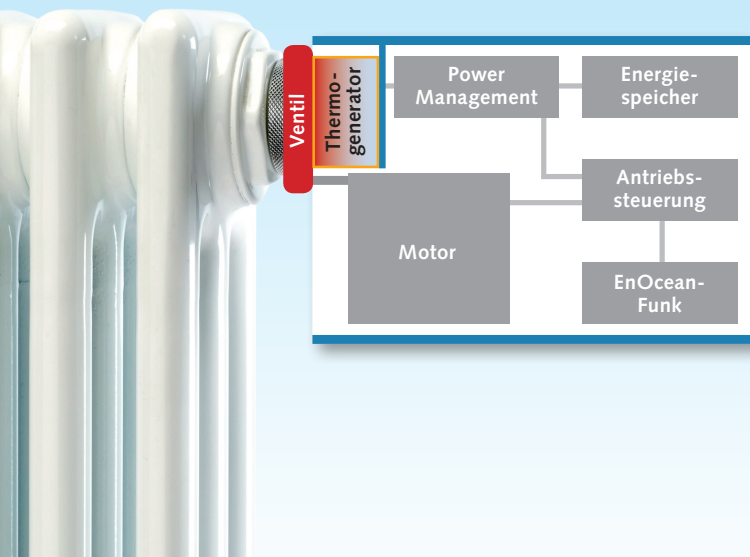 Ventil
Thermo-
generator
Power
Management
Energie-
speicher
Antriebs-
steuerung
Motor
EnOcean-
Funk